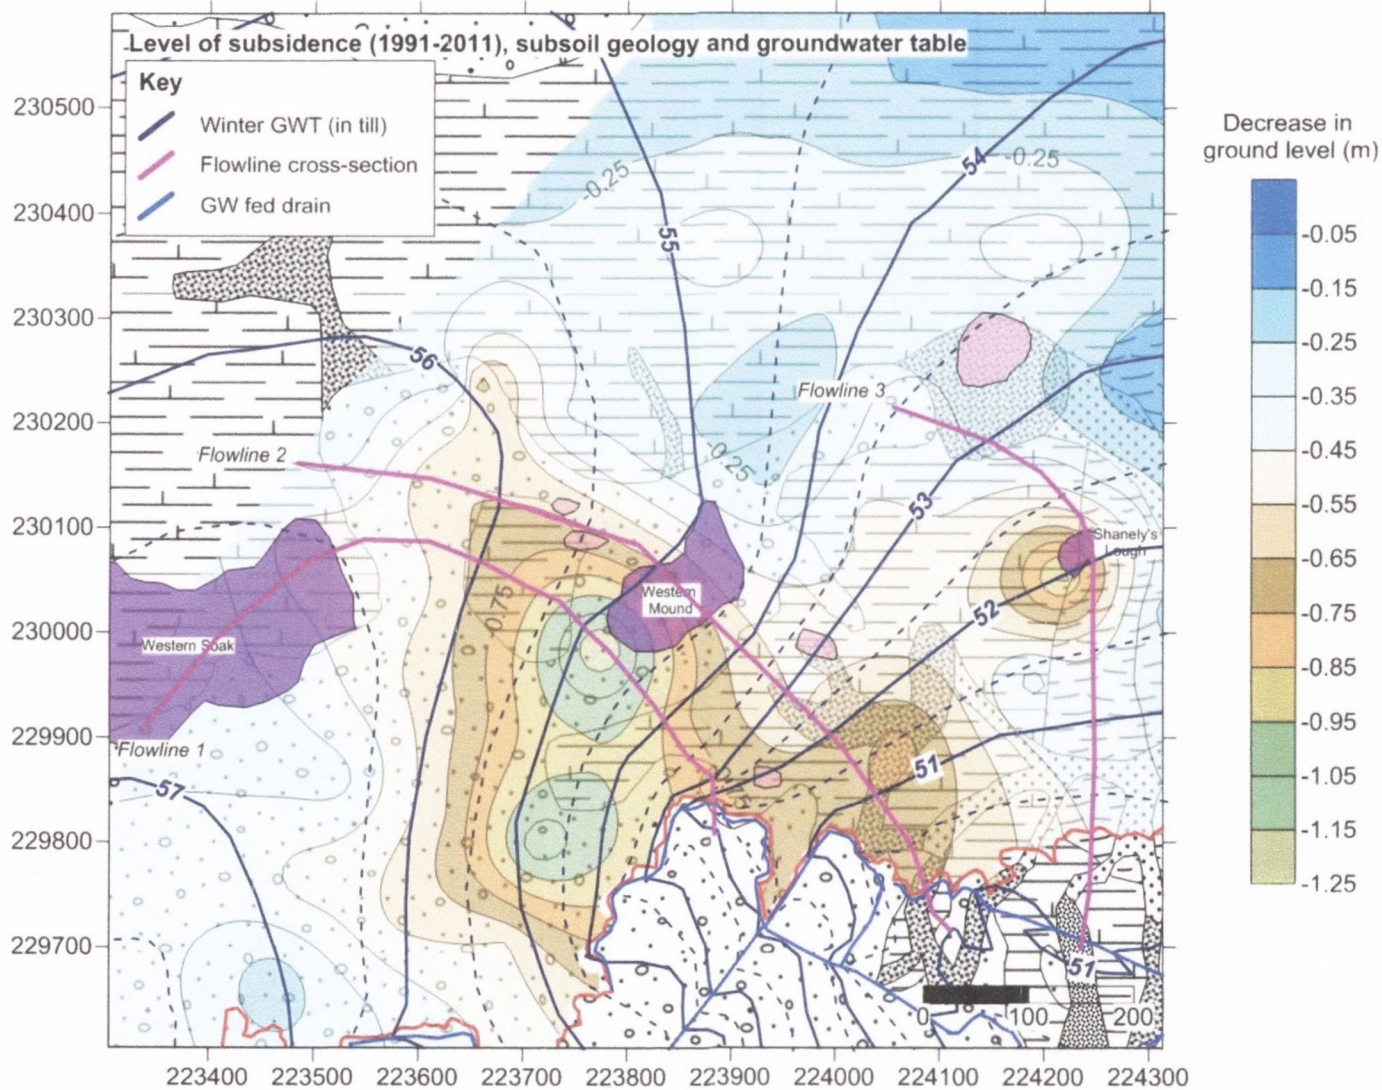 Level of subsidence (1991-2011), subsoil geology and groundwater table
Key
Winter GWT (in till)
Flowline cross-section
GW fed drain
Decrease in
ground level (m)
-0.05
-0.15
-0.25
-0.35
-0.45
-0.55
-0.65
-0.75
-0.85
-0.95
-1.05
-1.15
-1.25
230500
230400
230300
230200
230100
230000
229900
229800
229700
-0.25
-0.25
54
55
56
Flowline 3
Flowline 2
-0.25
53
Shanely's
Lough
0.75
Western
Mound
52
Western Soak
Flowline 1
57
51
51
0 100 200
223400 223500 223600 223700 223800 223900 224000 224100 224200 224300